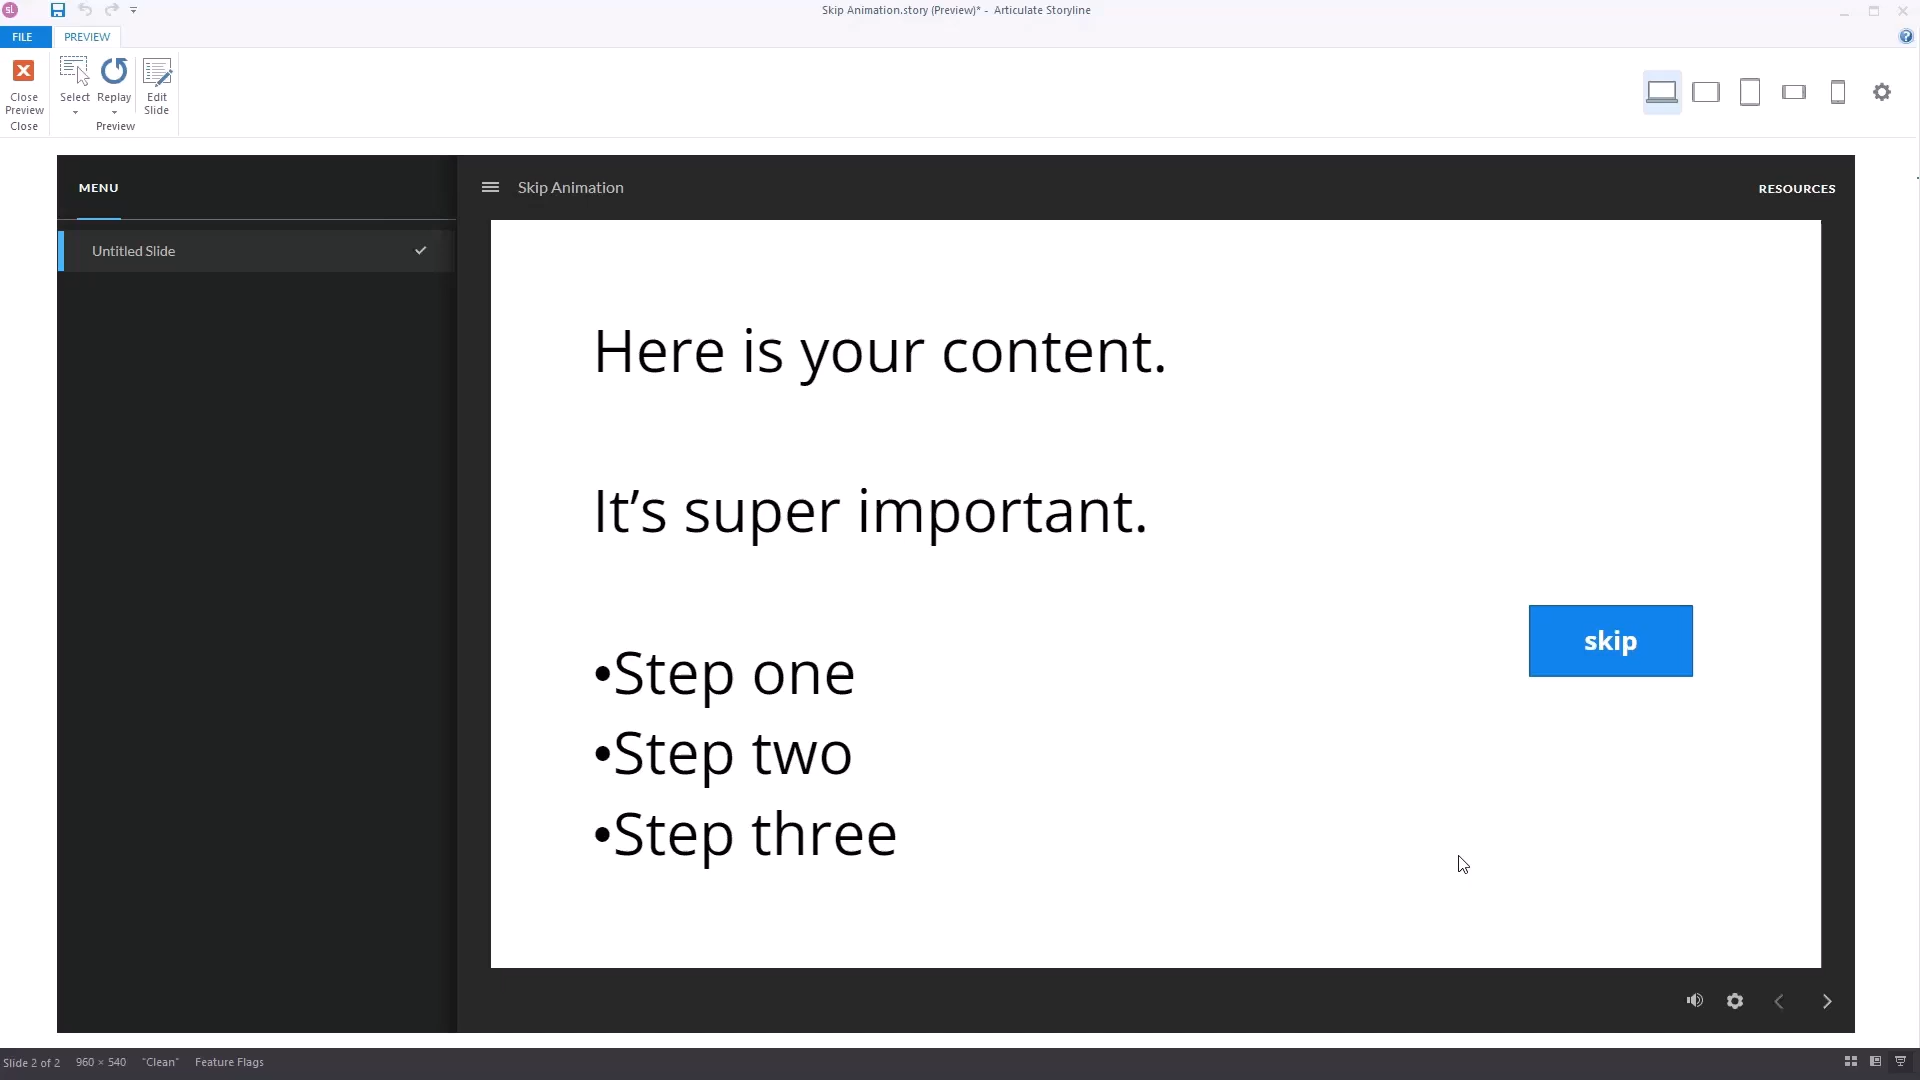 SL
Skip Animation.story (Preview)* - Articulate Storyline
FILE
PREVIEW
?
Close Preview
Select
Replay
Edit Slide
Close
Preview
MENU
Skip Animation
RESOURCES
Untitled Slide
Here is your content.
It’s super important.
skip
•Step one
•Step two
•Step three
Slide 2 of 2
960 × 540
"Clean"
Feature Flags